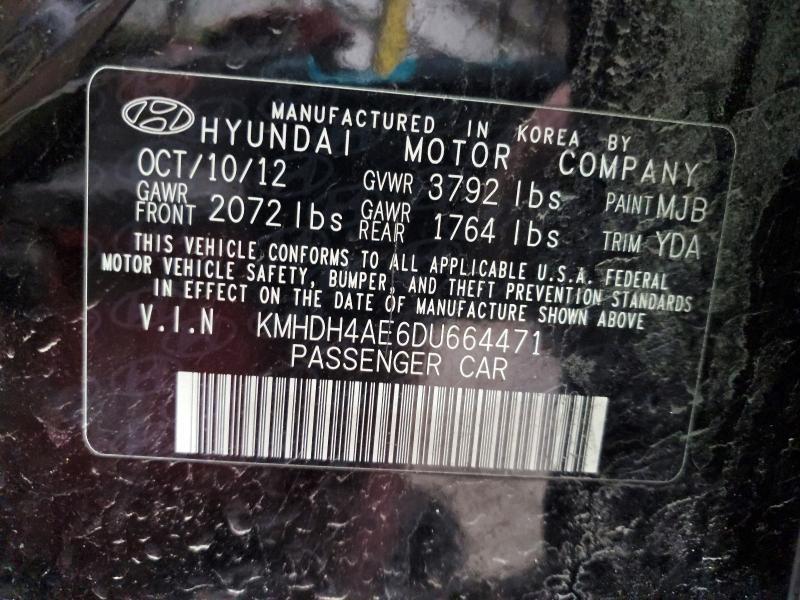 MANUFACTURED IN KOREA BY
HYUNDAI MOTOR COMPANY
OCT/10/12 GVWR 3792 lbs PAINT MJB
GAWR FRONT 2072 lbs GAWR REAR 1764 lbs TRIM YDA
THIS VEHICLE CONFORMS TO ALL APPLICABLE U.S.A. FEDERAL
MOTOR VEHICLE SAFETY, BUMPER, AND THEFT PREVENTION STANDARDS
IN EFFECT ON THE DATE OF MANUFACTURE SHOWN ABOVE
V.I.N KMHDH4AE6DU664471
PASSENGER CAR